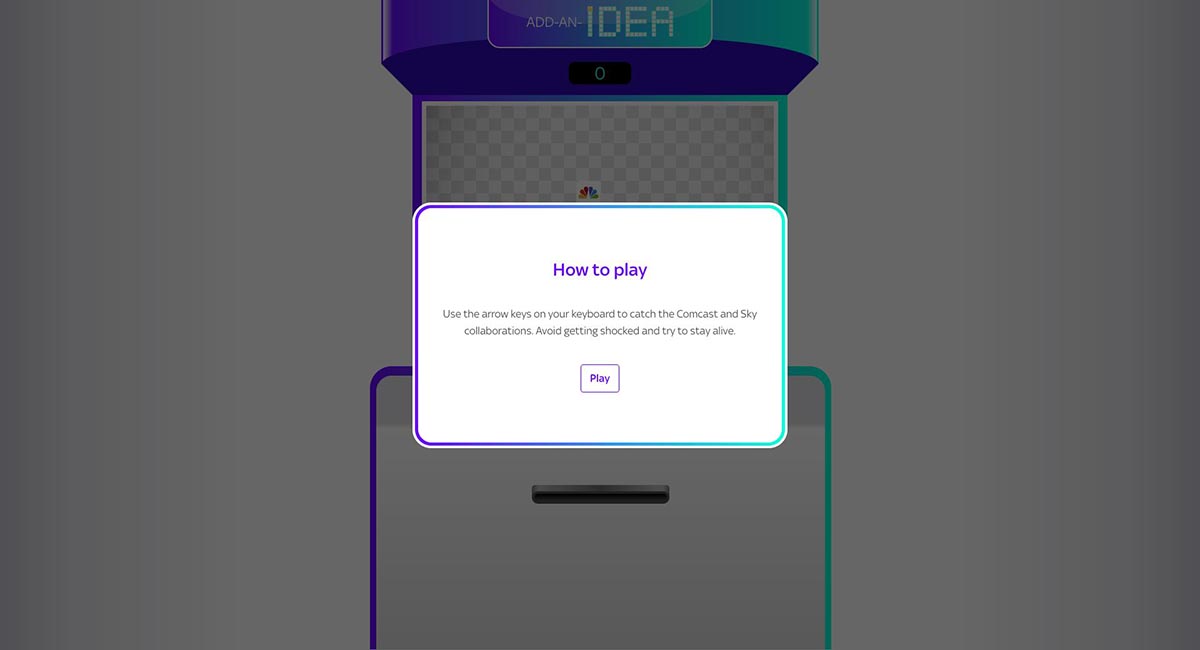 ADD-AN-IDEA
0
How to play
Use the arrow keys on your keyboard to catch the Comcast and Sky
collaborations. Avoid getting shocked and try to stay alive.
Play